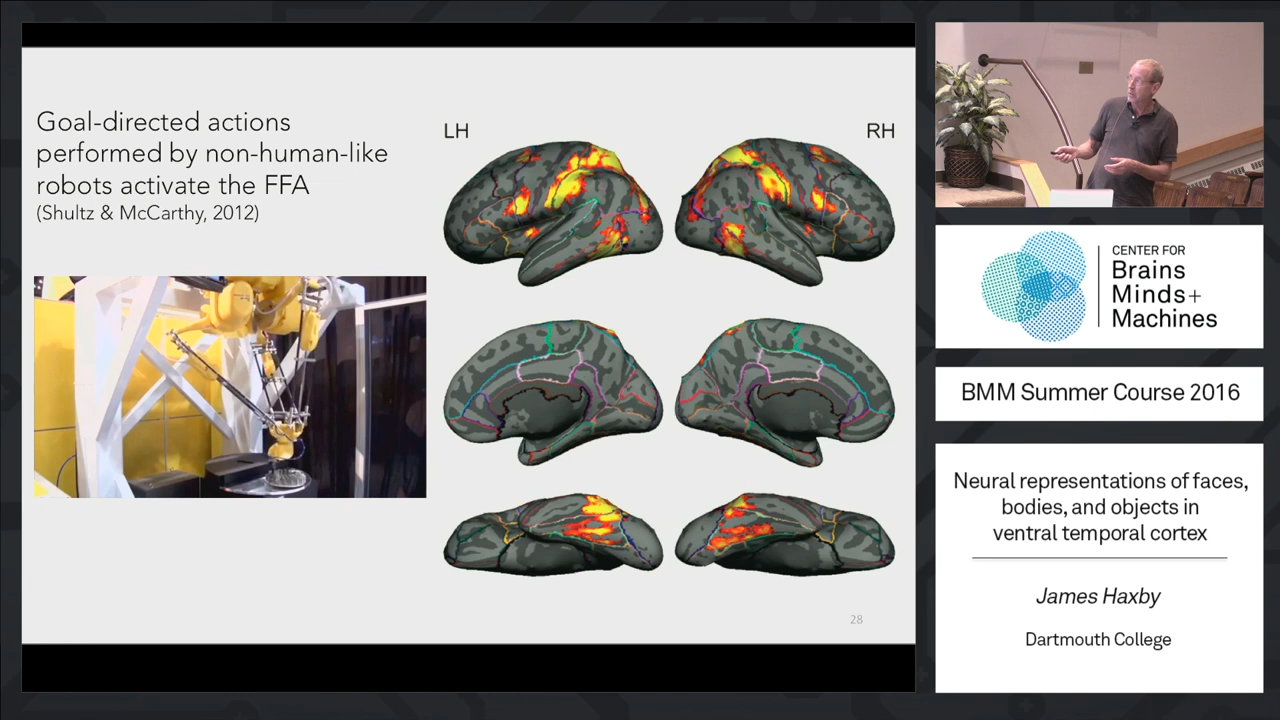 Goal-directed actions
performed by non-human-like
robots activate the FFA
(Shultz & McCarthy, 2012)
LH
RH
28
CENTER FOR
Brains
Minds+
Machines
BMM Summer Course 2016
Neural representations of faces,
bodies, and objects in
ventral temporal cortex
James Haxby
Dartmouth College